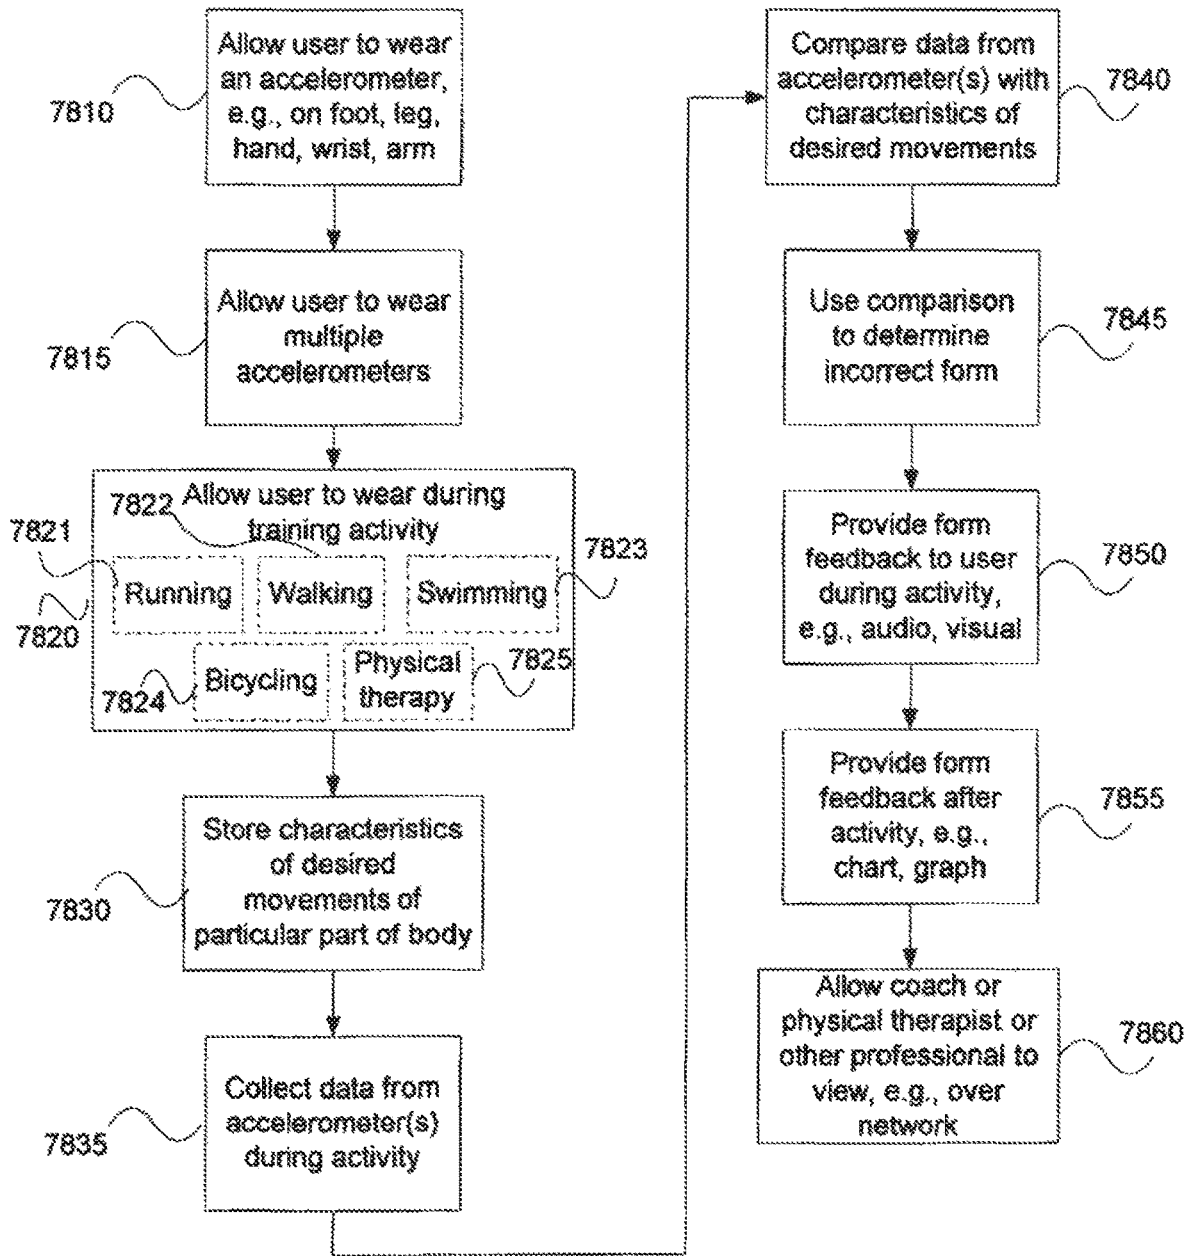 Allow user to wear
an accelerometer,
e.g., on foot, leg,
hand, wrist, arm
7810
Allow user to wear
multiple
accelerometers
7815
Allow user to wear during
training activity
7822
7821
7823
Running
Walking
Swimming
7820
Bicycling
Physical
therapy
7825
7824
Store characteristics
of desired
movements of
particular part of body
7830
Collect data from
accelerometer(s)
during activity
7835
Compare data from
accelerometer(s) with
characteristics of
desired movements
7840
Use comparison
to determine
incorrect form
7845
Provide form
feedback to user
during activity,
e.g., audio, visual
7850
Provide form
feedback after
activity, e.g.,
chart, graph
7855
Allow coach or
physical therapist or
other professional to
view, e.g., over
network
7860